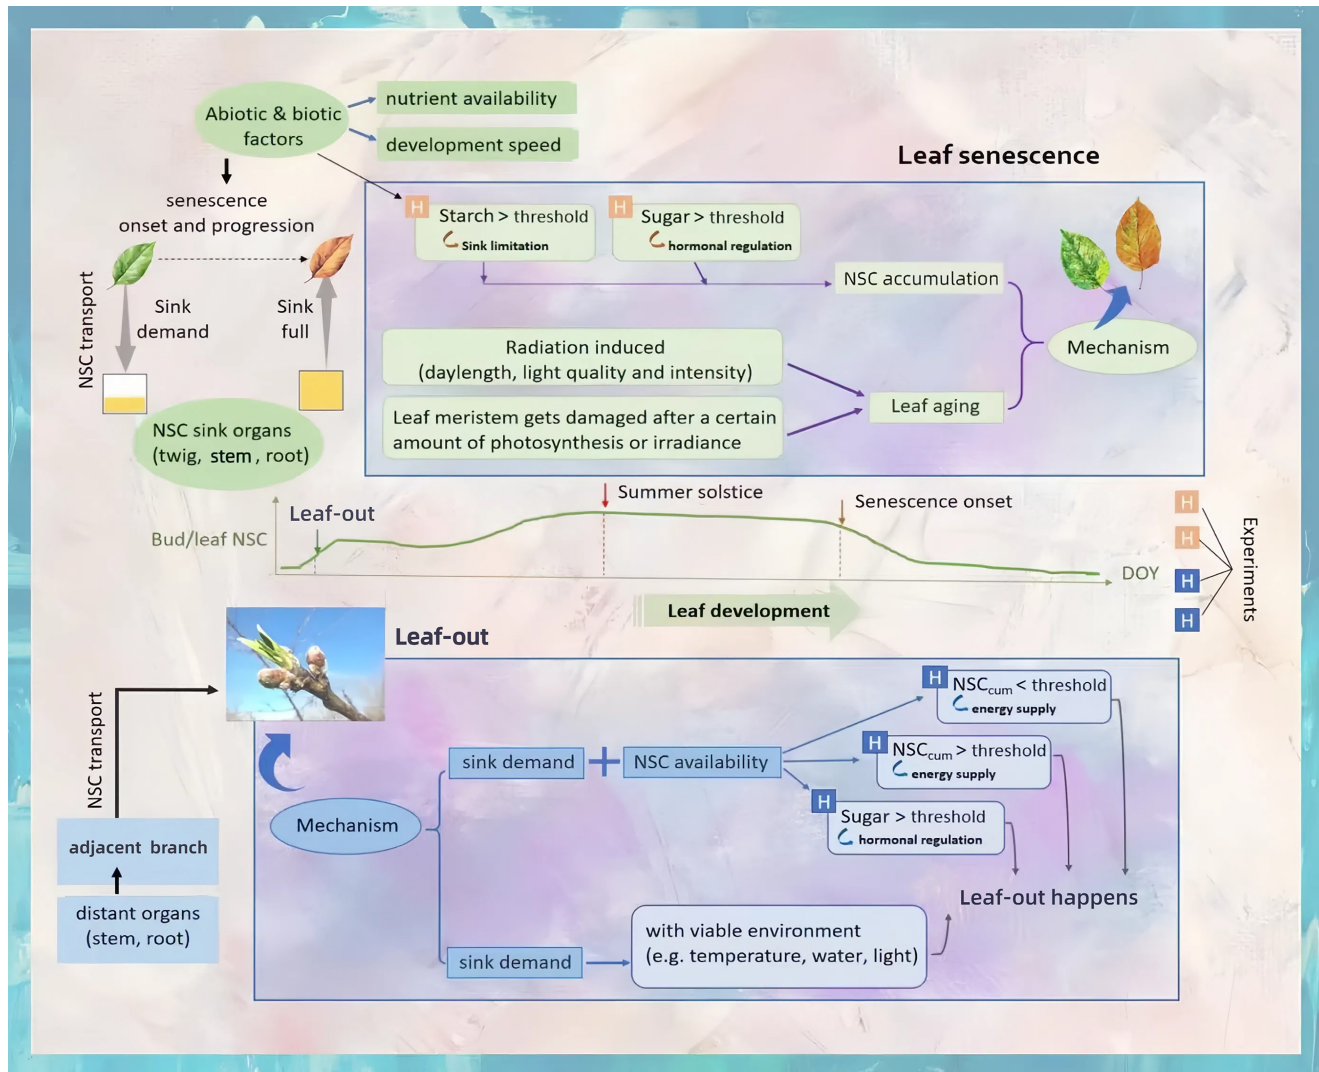 Abiotic & biotic
factors
nutrient availability
development speed
senescence
onset and progression
NSC transport
Sink
demand
Sink
full
NSC sink organs
(twig, stem, root)
Leaf senescence
H
Starch > threshold
Sink limitation
H
Sugar > threshold
hormonal regulation
NSC accumulation
Radiation induced
(daylength, light quality and intensity)
Leaf meristem gets damaged after a certain
amount of photosynthesis or irradiance
Leaf aging
Mechanism
Bud/leaf NSC
Leaf-out
Summer solstice
Senescence onset
DOY
Leaf development
H
H
H
H
Experiments
Leaf-out
NSC transport
adjacent branch
distant organs
(stem, root)
Mechanism
sink demand
+
NSC availability
H
NSCcum < threshold
energy supply
H
NSCcum > threshold
energy supply
H
Sugar > threshold
hormonal regulation
Leaf-out happens
sink demand
with viable environment
(e.g. temperature, water, light)